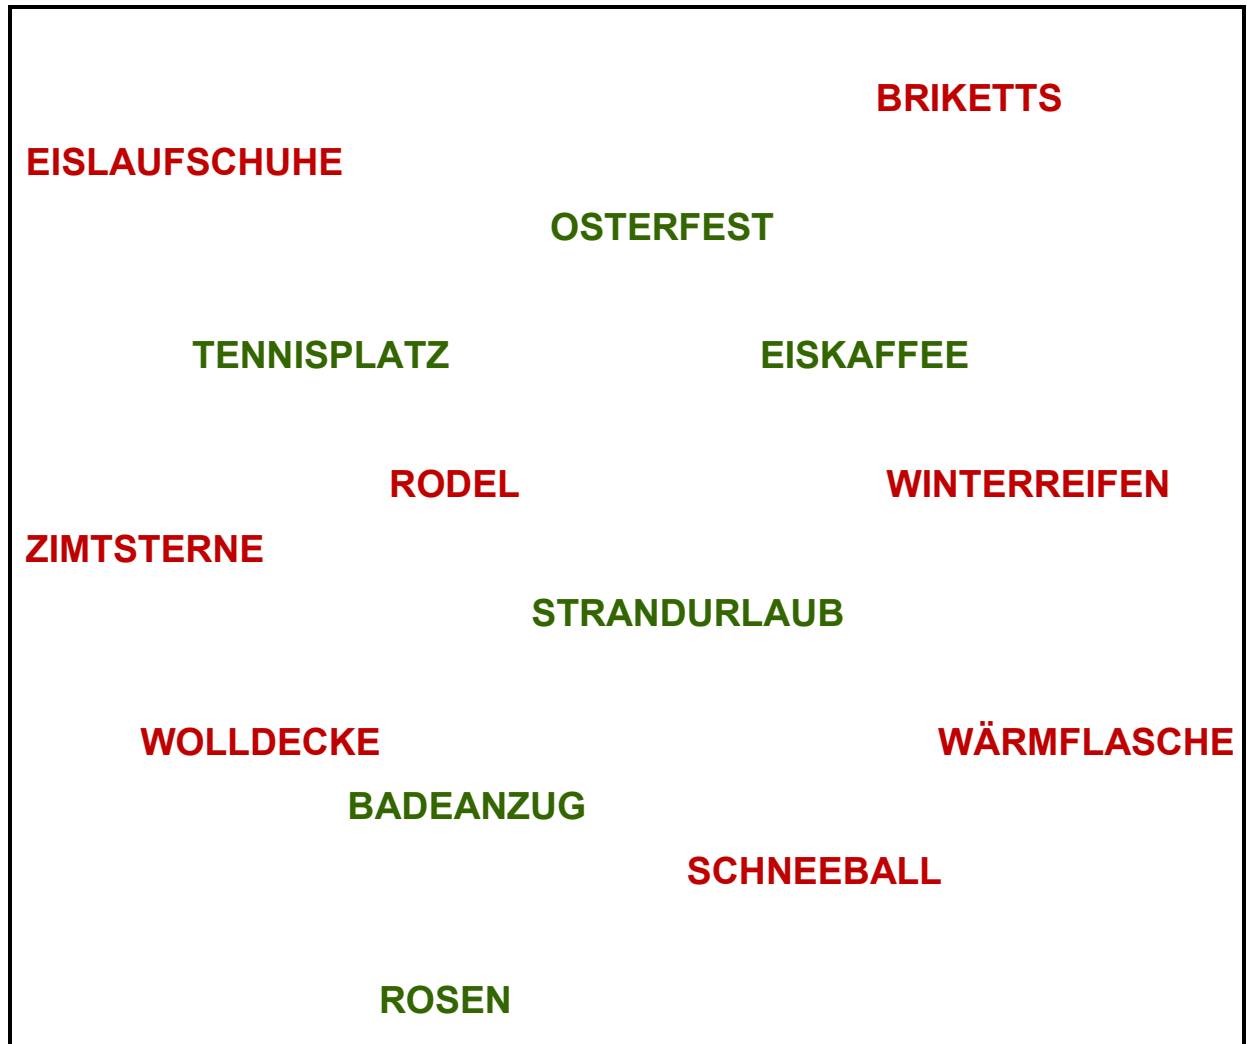 BRIKETTS
EISLAUFSCHUHE
OSTERFEST
TENNISPLATZ EISKAFFEE
RODEL WINTERREIFEN
ZIMTSTERNE
STRANDURLAUB
WOLLDECKE WÄRMFLASCHE
BADEANZUG
SCHNEEBALL
ROSEN